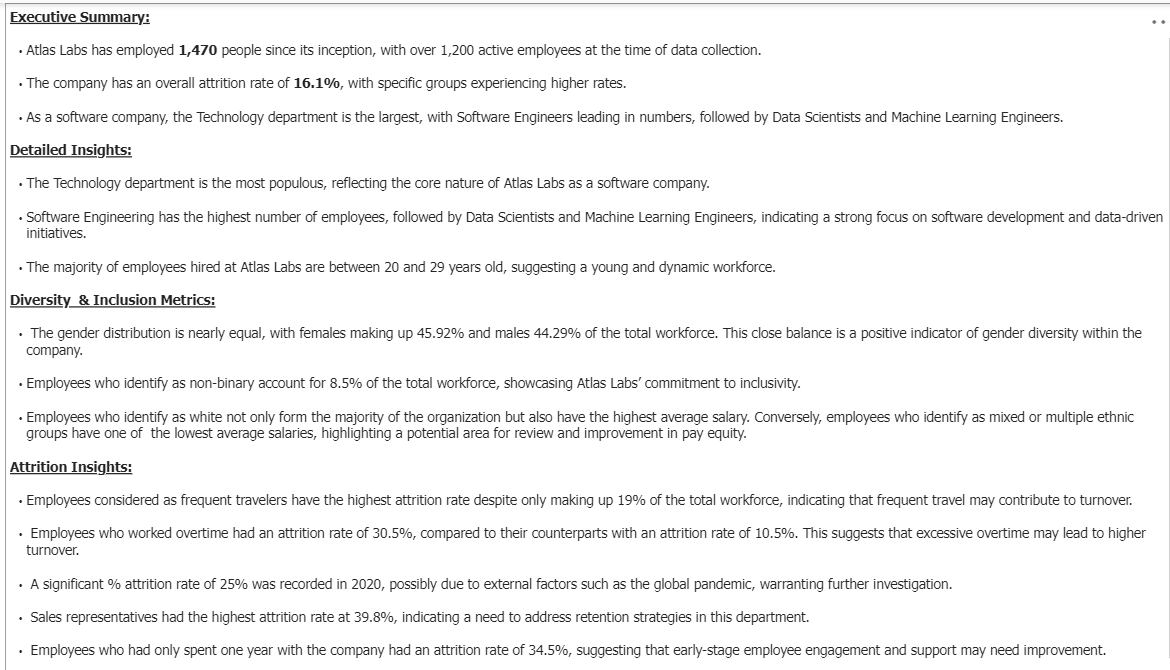 Executive Summary:
• Atlas Labs has employed 1,470 people since its inception, with over 1,200 active employees at the time of data collection.
• The company has an overall attrition rate of 16.1%, with specific groups experiencing higher rates.
• As a software company, the Technology department is the largest, with Software Engineers leading in numbers, followed by Data Scientists and Machine Learning Engineers.
Detailed Insights:
• The Technology department is the most populous, reflecting the core nature of Atlas Labs as a software company.
• Software Engineering has the highest number of employees, followed by Data Scientists and Machine Learning Engineers, indicating a strong focus on software development and data-driven
initiatives.
• The majority of employees hired at Atlas Labs are between 20 and 29 years old, suggesting a young and dynamic workforce.
Diversity & Inclusion Metrics:
• The gender distribution is nearly equal, with females making up 45.92% and males 44.29% of the total workforce. This close balance is a positive indicator of gender diversity within the
company.
• Employees who identify as non-binary account for 8.5% of the total workforce, showcasing Atlas Labs’ commitment to inclusivity.
• Employees who identify as white not only form the majority of the organization but also have the highest average salary. Conversely, employees who identify as mixed or multiple ethnic
groups have one of the lowest average salaries, highlighting a potential area for review and improvement in pay equity.
Attrition Insights:
• Employees considered as frequent travelers have the highest attrition rate despite only making up 19% of the total workforce, indicating that frequent travel may contribute to turnover.
• Employees who worked overtime had an attrition rate of 30.5%, compared to their counterparts with an attrition rate of 10.5%. This suggests that excessive overtime may lead to higher
turnover.
• A significant % attrition rate of 25% was recorded in 2020, possibly due to external factors such as the global pandemic, warranting further investigation.
• Sales representatives had the highest attrition rate at 39.8%, indicating a need to address retention strategies in this department.
• Employees who had only spent one year with the company had an attrition rate of 34.5%, suggesting that early-stage employee engagement and support may need improvement.